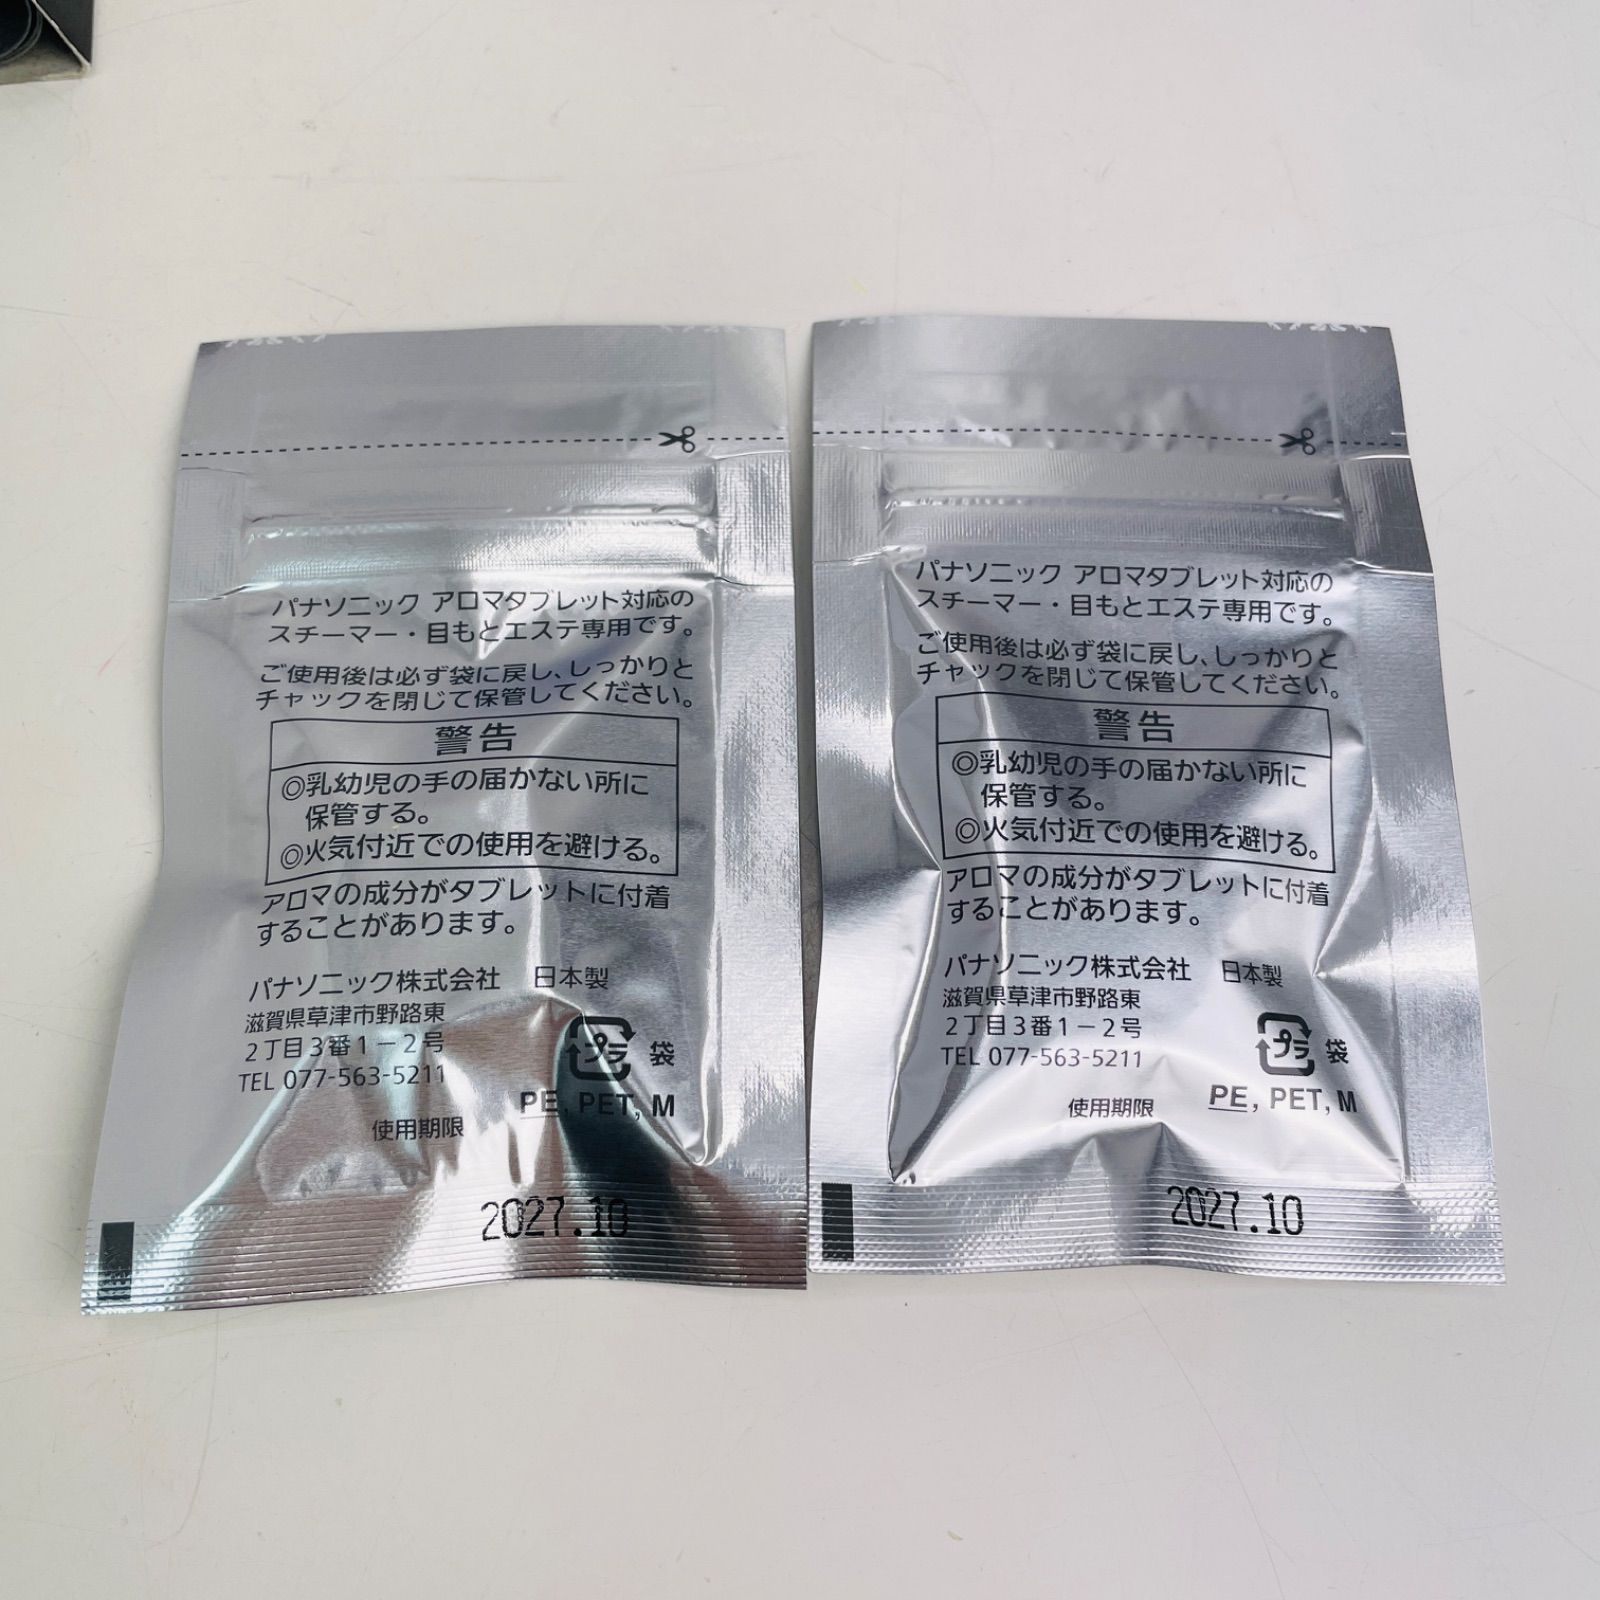 パナソニック アロマタブレット対応の
スチーマー・目もとエステ専用です。
ご使用後は必ず袋に戻し、しっかりと
チャックを閉じて保管してください。
警告
◎乳幼児の手の届かない所に
保管する。
◎火気付近での使用を避ける。
アロマの成分がタブレットに付着
することがあります。
パナソニック株式会社 日本製
滋賀県草津市野路東
2丁目3番1－2号
TEL 077-563-5211
プラ 袋
PE, PET, M
使用期限
2027.10
パナソニック アロマタブレット対応の
スチーマー・目もとエステ専用です。
ご使用後は必ず袋に戻し、しっかりと
チャックを閉じて保管してください。
警告
◎乳幼児の手の届かない所に
保管する。
◎火気付近での使用を避ける。
アロマの成分がタブレットに付着
することがあります。
パナソニック株式会社 日本製
滋賀県草津市野路東
2丁目3番1－2号
TEL 077-563-5211
プラ 袋
PE, PET, M
使用期限
2027.10